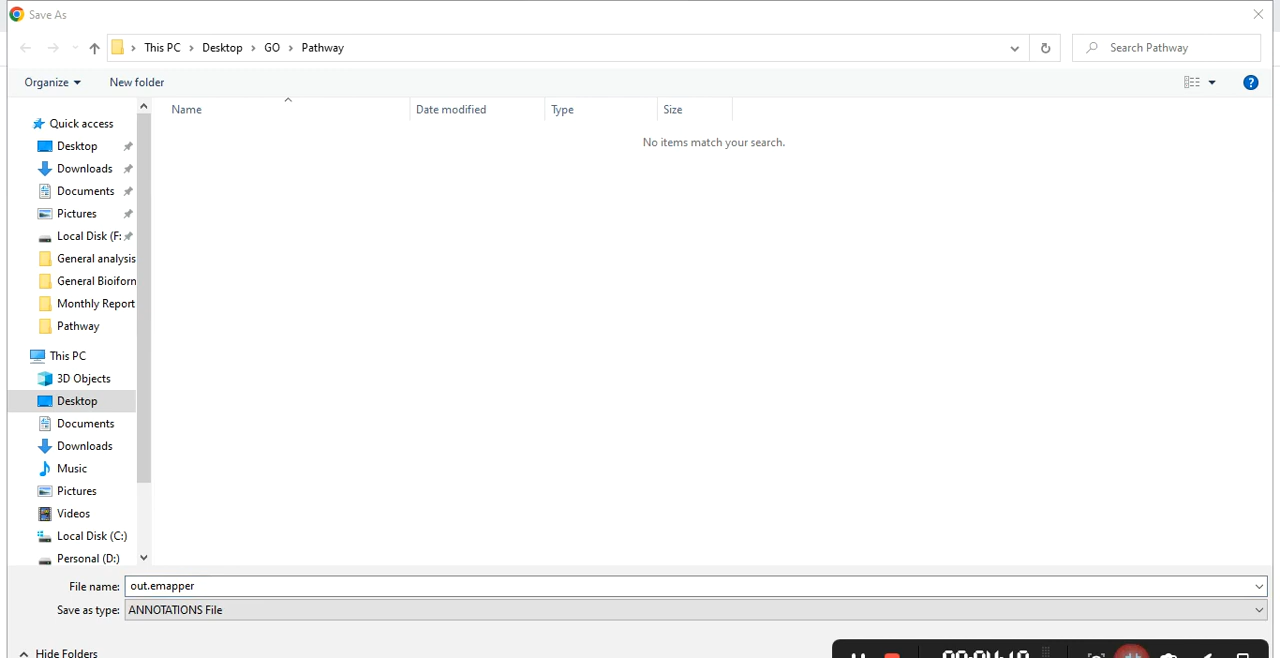 Save As
This PC > Desktop > GO > Pathway
Search Pathway
Organize
New folder
?
Name
Date modified
Type
Size
No items match your search.
Quick access
Desktop
Downloads
Documents
Pictures
Local Disk (F:
General analysis
General Bioiforn
Monthly Report
Pathway
This PC
3D Objects
Desktop
Documents
Downloads
Music
Pictures
Videos
Local Disk (C:)
Personal (D:)
File name: out.emapper
Save as type: ANNOTATIONS File
Hide Folders